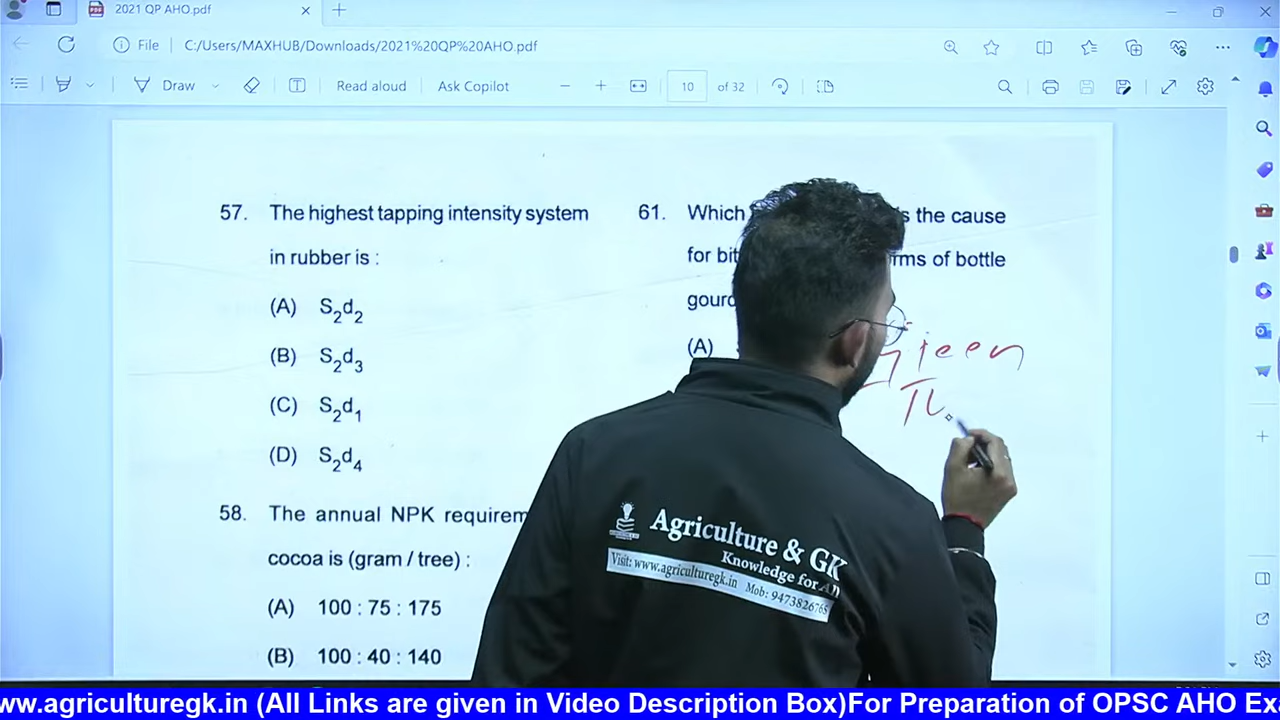 2021 QP AHO.pdf
File
C:/Users/MAXHUB/Downloads/2021%20QP%20AHO.pdf
Draw
Read aloud
Ask Copilot
10 of 32
57. The highest tapping intensity system
in rubber is :
(A) S2d2
(B) S2d3
(C) S2d1
(D) S2d4
58. The annual NPK requirem
cocoa is (gram / tree) :
(A) 100 : 75 : 175
(B) 100 : 40 : 140
61. Which s the cause
for bit rms of bottle
gourd
(A)
Agriculture & GK
Knowledge for All
Visit: www.agriculturegk.in Mob: 9473826765
ww.agriculturegk.in (All Links are given in Video Description Box)For Preparation of OPSC AHO Ex